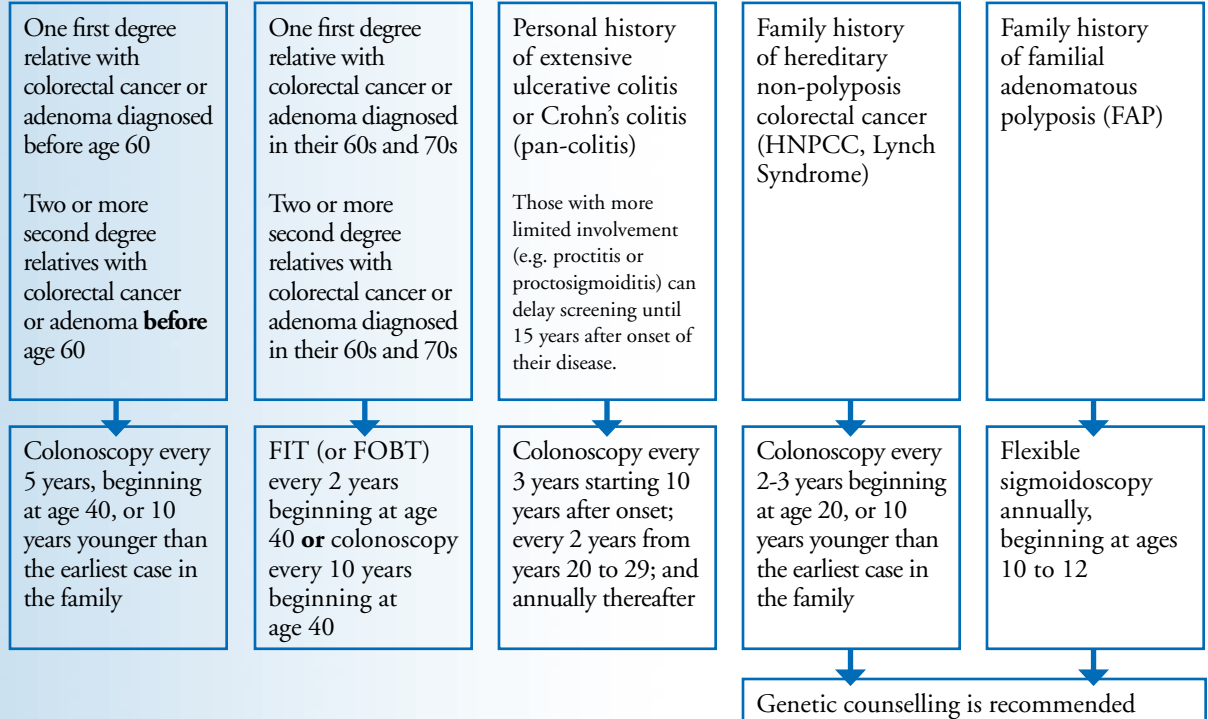 One first degree
relative with
colorectal cancer or
adenoma diagnosed
before age 60
Two or more
second degree
relatives with
colorectal cancer
or adenoma before
age 60
One first degree
relative with
colorectal cancer or
adenoma diagnosed
in their 60s and 70s
Two or more
second degree
relatives with
colorectal cancer or
adenoma diagnosed
in their 60s and 70s
Personal history
of extensive
ulcerative colitis
or Crohn’s colitis
(pan-colitis)
Those with more
limited involvement
(e.g. proctitis or
proctosigmoiditis) can
delay screening until
15 years after onset of
their disease.
Family history
of hereditary
non-polyposis
colorectal cancer
(HNPCC, Lynch
Syndrome)
Family history
of familial
adenomatous
polyposis (FAP)
Colonoscopy every
5 years, beginning
at age 40, or 10
years younger than
the earliest case in
the family
FIT (or FOBT)
every 2 years
beginning at age
40 or colonoscopy
every 10 years
beginning at
age 40
Colonoscopy every
3 years starting 10
years after onset;
every 2 years from
years 20 to 29; and
annually thereafter
Colonoscopy every
2-3 years beginning
at age 20, or 10
years younger than
the earliest case in
the family
Flexible
sigmoidoscopy
annually,
beginning at ages
10 to 12
Genetic counselling is recommended